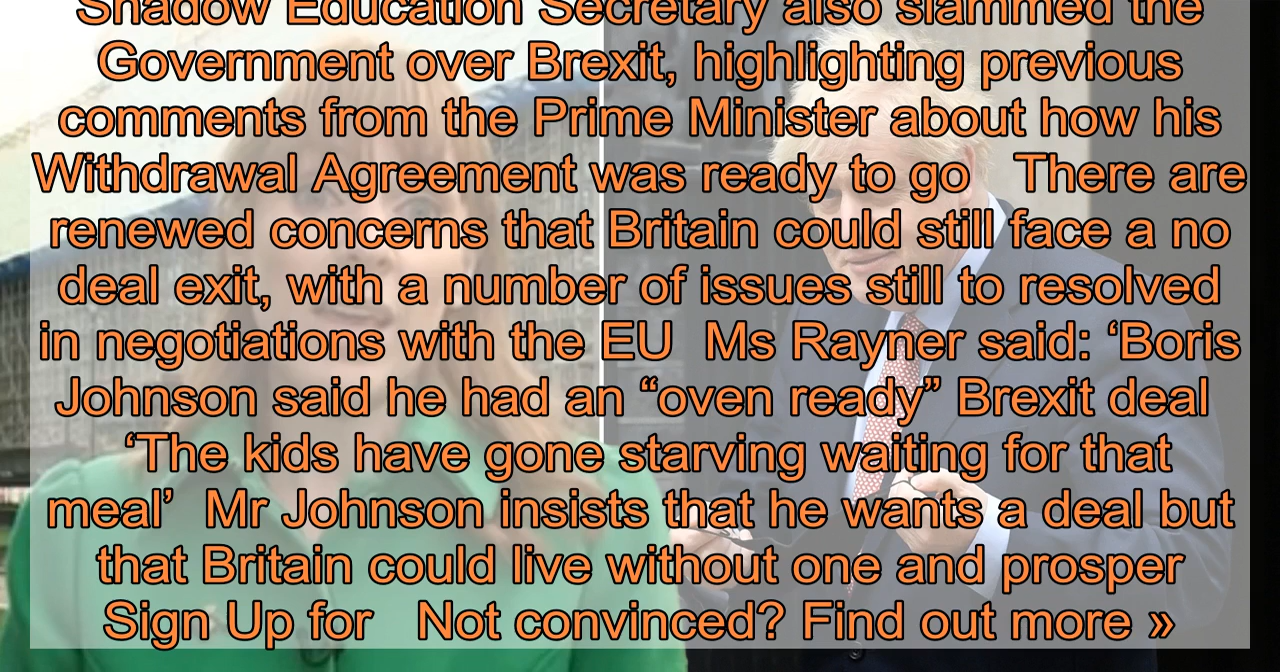 Shadow Education Secretary also slammed the
Government over Brexit, highlighting previous
comments from the Prime Minister about how his
Withdrawal Agreement was ready to go   There are
renewed concerns that Britain could still face a no
deal exit, with a number of issues still to resolved
in negotiations with the EU  Ms Rayner said: ‘Boris
Johnson said he had an “oven ready” Brexit deal
‘The kids have gone starving waiting for that
meal’  Mr Johnson insists that he wants a deal but
that Britain could live without one and prosper
Sign Up for   Not convinced? Find out more »